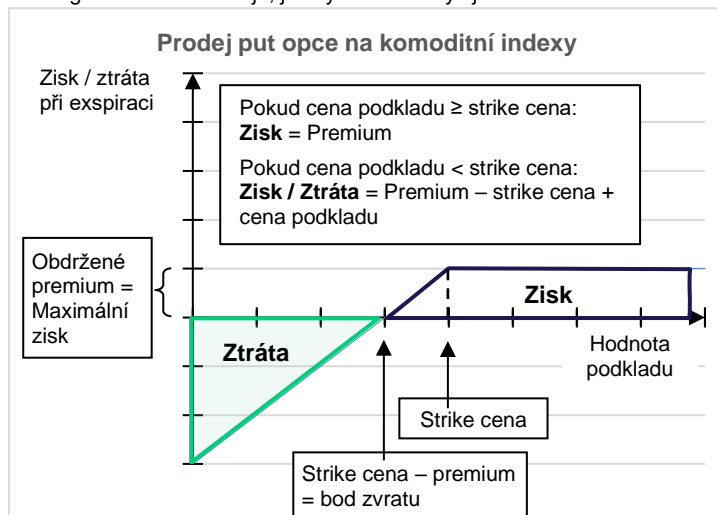 Prodej put opce na komoditní indexy
Zisk / ztráta
při exspiraci
Pokud cena podkladu ≥ strike cena:
Zisk = Premium
Pokud cena podkladu < strike cena:
Zisk / Ztráta = Premium – strike cena +
cena podkladu
Obdržené
premium =
Maximální
zisk
Zisk
Ztráta
Hodnota
podkladu
Strike cena
Strike cena – premium
= bod zvratu